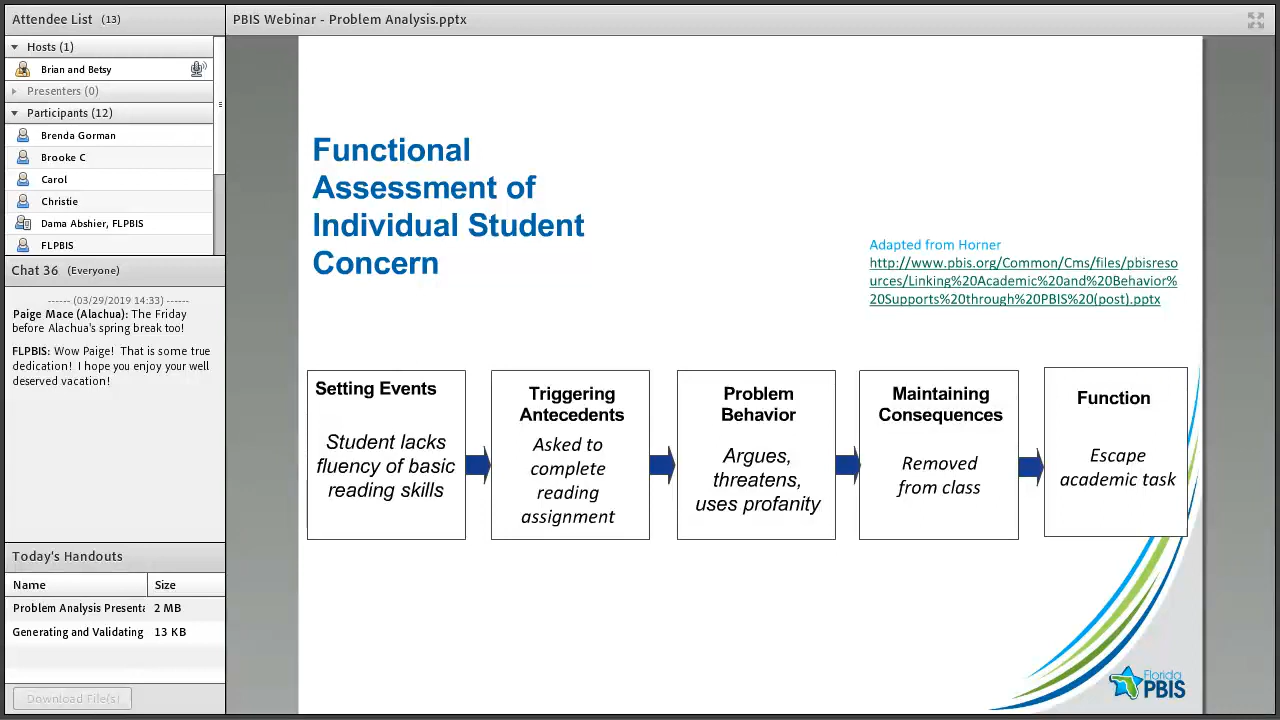 Attendee List (13)
Hosts (1)
Brian and Betsy
Presenters (0)
Participants (12)
Brenda Gorman
Brooke C
Carol
Christie
Dama Abshier, FLPBIS
FLPBIS
Chat 36 (Everyone)
------ (03/29/2019 14:33) ------
Paige Mace (Alachua): The Friday
before Alachua's spring break too!
FLPBIS: Wow Paige! That is some true
dedication! I hope you enjoy your well
deserved vacation!
Today's Handouts
Name Size
Problem Analysis Presenta 2 MB
Generating and Validating 13 KB
Download File(s)
PBIS Webinar - Problem Analysis.pptx
Functional
Assessment of
Individual Student
Concern
Adapted from Horner
http://www.pbis.org/Common/Cms/files/pbisreso
urces/Linking%20Academic%20and%20Behavior%
20Supports%20through%20PBIS%20(post).pptx
Setting Events
Student lacks
fluency of basic
reading skills
Triggering
Antecedents
Asked to
complete
reading
assignment
Problem
Behavior
Argues,
threatens,
uses profanity
Maintaining
Consequences
Removed
from class
Function
Escape
academic task
Florida
PBIS